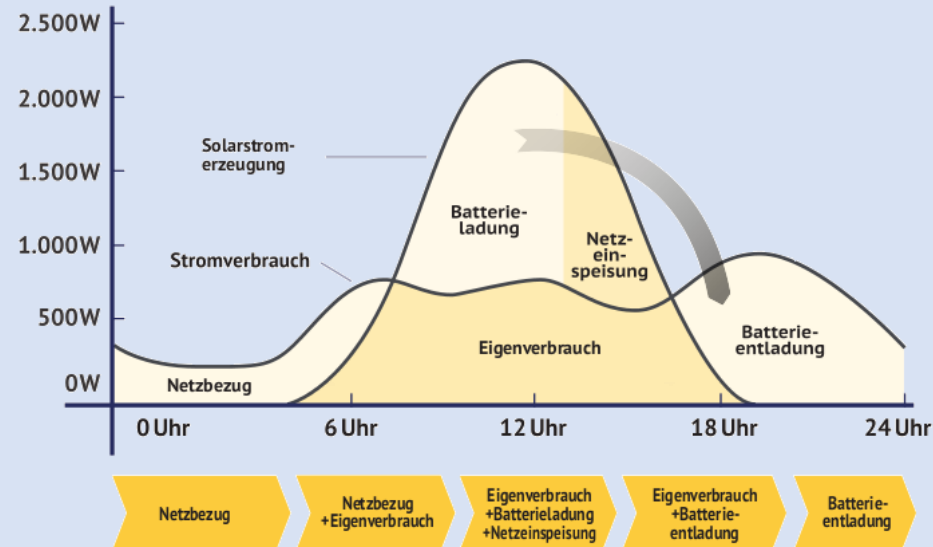 2.500W
2.000W
1.500W
1.000W
500W
0W
Solarstrom-
erzeugung
Stromverbrauch
Batterie-
ladung
Netz-
ein-
speisung
Eigenverbrauch
Netzbezug
Batterie-
entladung
0 Uhr
6 Uhr
12 Uhr
18 Uhr
24 Uhr
Netzbezug
Netzbezug
+Eigenverbrauch
Eigenverbrauch
+Batterieladung
+Netzeinspeisung
Eigenverbrauch
+Batterie-
entladung
Batterie-
entladung